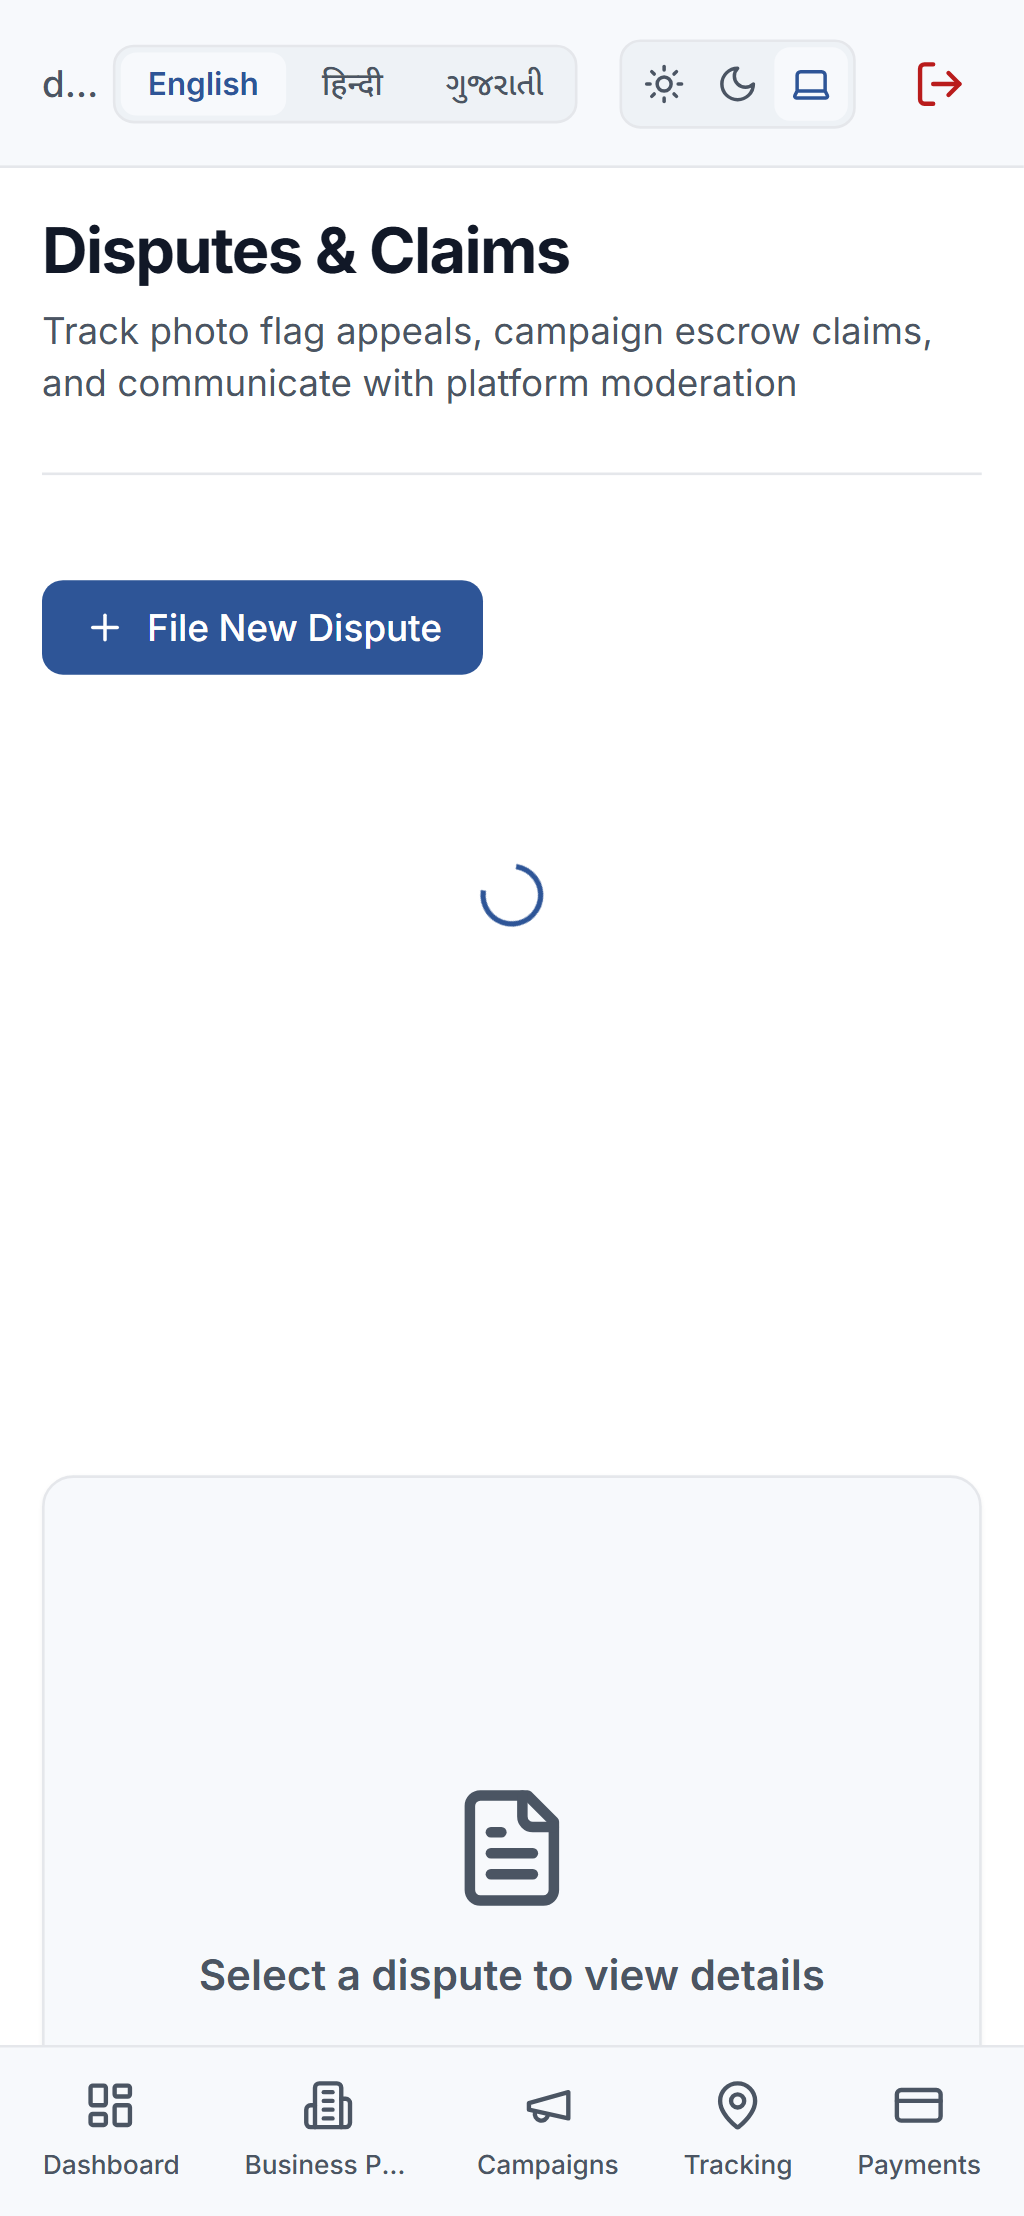 d...
English
हिन्दी
ગુજરાતી
Disputes & Claims
Track photo flag appeals, campaign escrow claims,
and communicate with platform moderation
File New Dispute
Select a dispute to view details
Dashboard
Business P...
Campaigns
Tracking
Payments